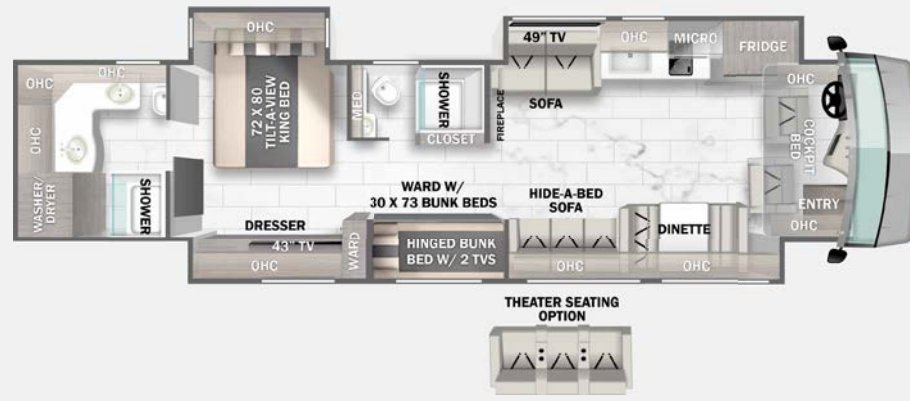 OHC
OHC
WASHER/
DRYER
SHOWER
OHC
72 X 80
TILT-A-VIEW
KING BED
MED
SHOWER
CLOSET
49" TV
SOFA
FIREPLACE
OHC
MICRO
FRIDGE
OHC
COCKPIT
BED
ENTRY
OHC
DRESSER
43" TV
OHC
WARD
WARD W/
30 X 73 BUNK BEDS
HINGED BUNK
BED W/ 2 TVS
HIDE-A-BED
SOFA
OHC
DINETTE
OHC
THEATER SEATING
OPTION